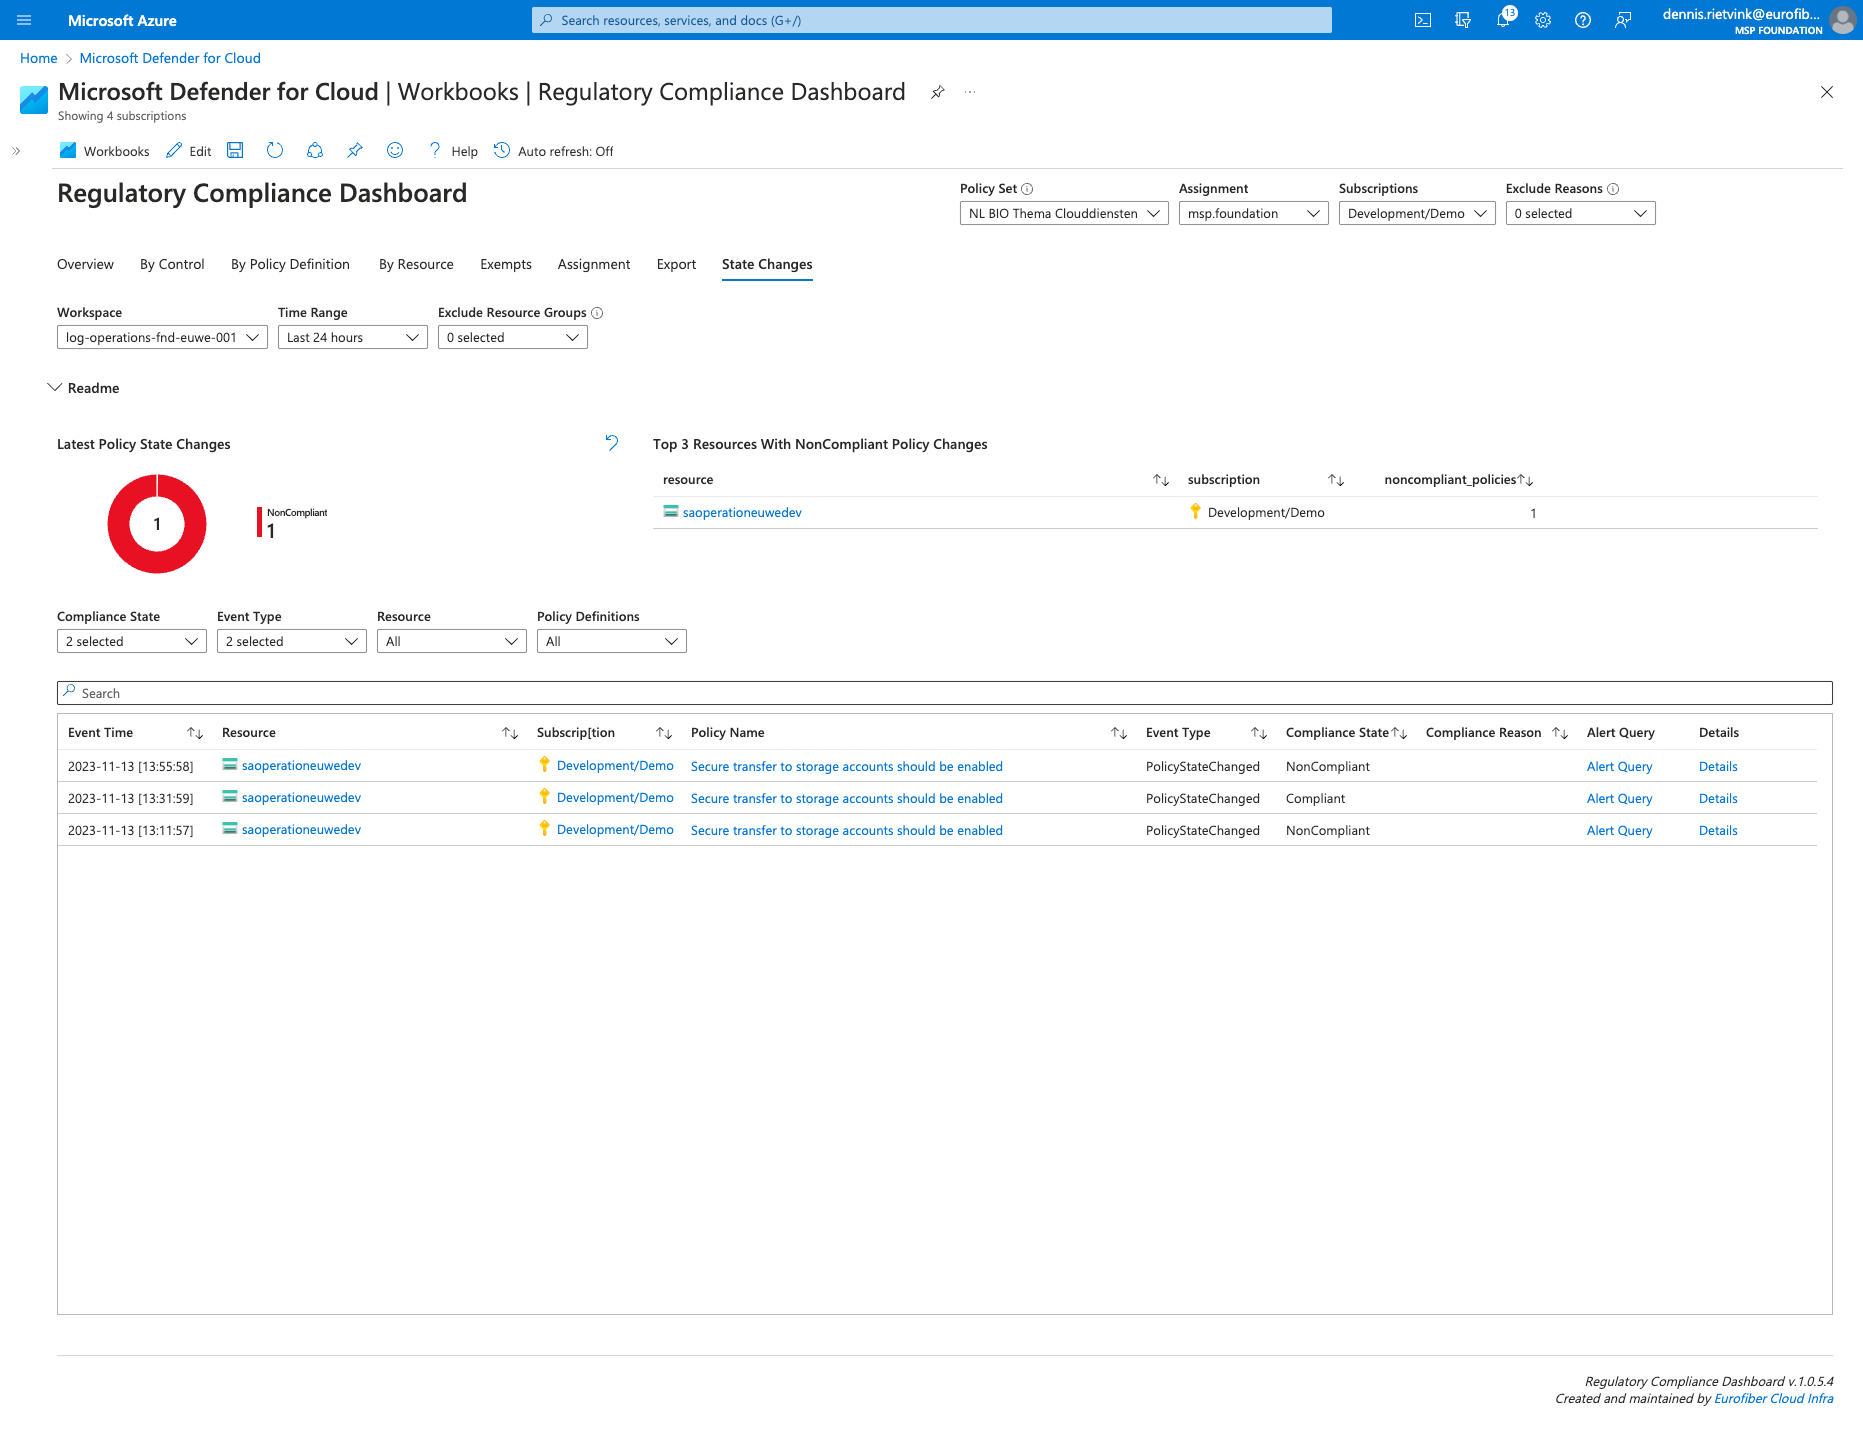 Microsoft Azure
Search resources, services, and docs (G+/)
13
dennis.rietvink@eurofib...
MSP FOUNDATION
Home > Microsoft Defender for Cloud
Microsoft Defender for Cloud | Workbooks | Regulatory Compliance Dashboard ...
Showing 4 subscriptions
Workbooks Edit Help Auto refresh: Off
Regulatory Compliance Dashboard
Policy Set Assignment Subscriptions Exclude Reasons
NL BIO Thema Clouddiensten msp.foundation Development/Demo 0 selected
Overview By Control By Policy Definition By Resource Exempts Assignment Export State Changes
Workspace Time Range Exclude Resource Groups
log-operations-fnd-euwe-001 Last 24 hours 0 selected
Readme
Latest Policy State Changes
1
NonCompliant
1
Top 3 Resources With NonCompliant Policy Changes
resource subscription noncompliant_policies
saoperationeuwedev Development/Demo 1
Compliance State Event Type Resource Policy Definitions
2 selected 2 selected All All
Search
Event Time Resource Subscrip[tion Policy Name Event Type Compliance State Compliance Reason Alert Query Details
2023-11-13 [13:55:58] saoperationeuwedev Development/Demo Secure transfer to storage accounts should be enabled PolicyStateChanged NonCompliant Alert Query Details
2023-11-13 [13:31:59] saoperationeuwedev Development/Demo Secure transfer to storage accounts should be enabled PolicyStateChanged Compliant Alert Query Details
2023-11-13 [13:11:57] saoperationeuwedev Development/Demo Secure transfer to storage accounts should be enabled PolicyStateChanged NonCompliant Alert Query Details
Regulatory Compliance Dashboard v.1.0.5.4
Created and maintained by Eurofiber Cloud Infra